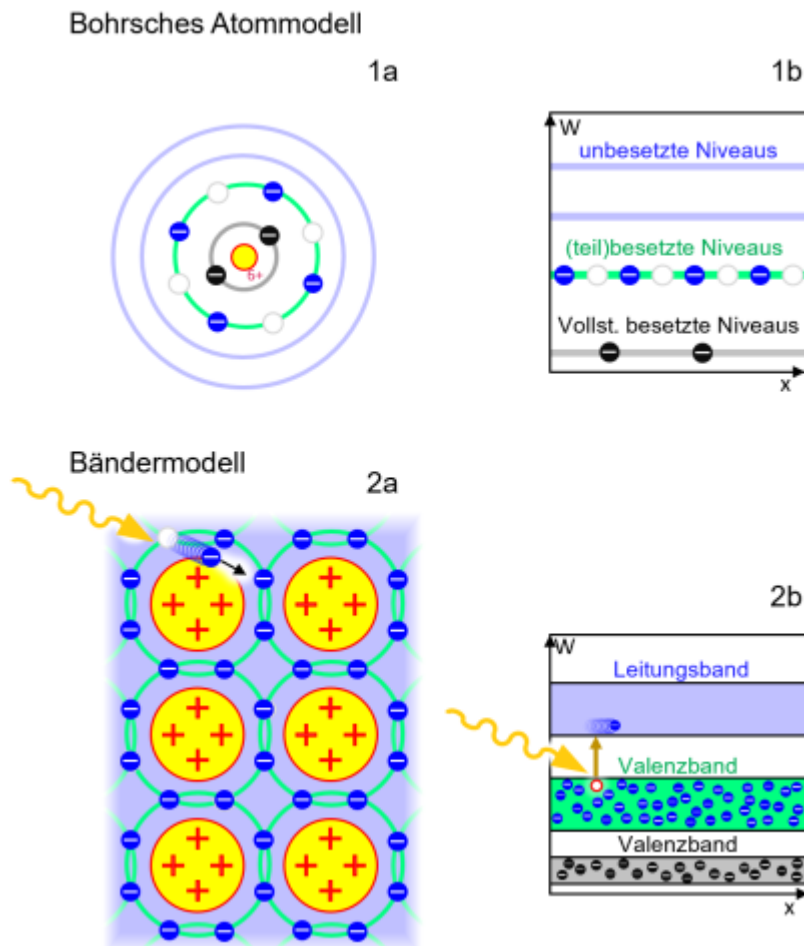 Bohrsches Atommodell
1a
6+
1b
W
unbesetzte Niveaus
(teil)besetzte Niveaus
Vollst. besetzte Niveaus
x
Bändermodell
2a
+ +
+ +
+ +
+ +
+ +
+ +
+ +
+ +
+ +
+ +
+ +
+ +
2b
W
Leitungsband
Valenzband
Valenzband
x